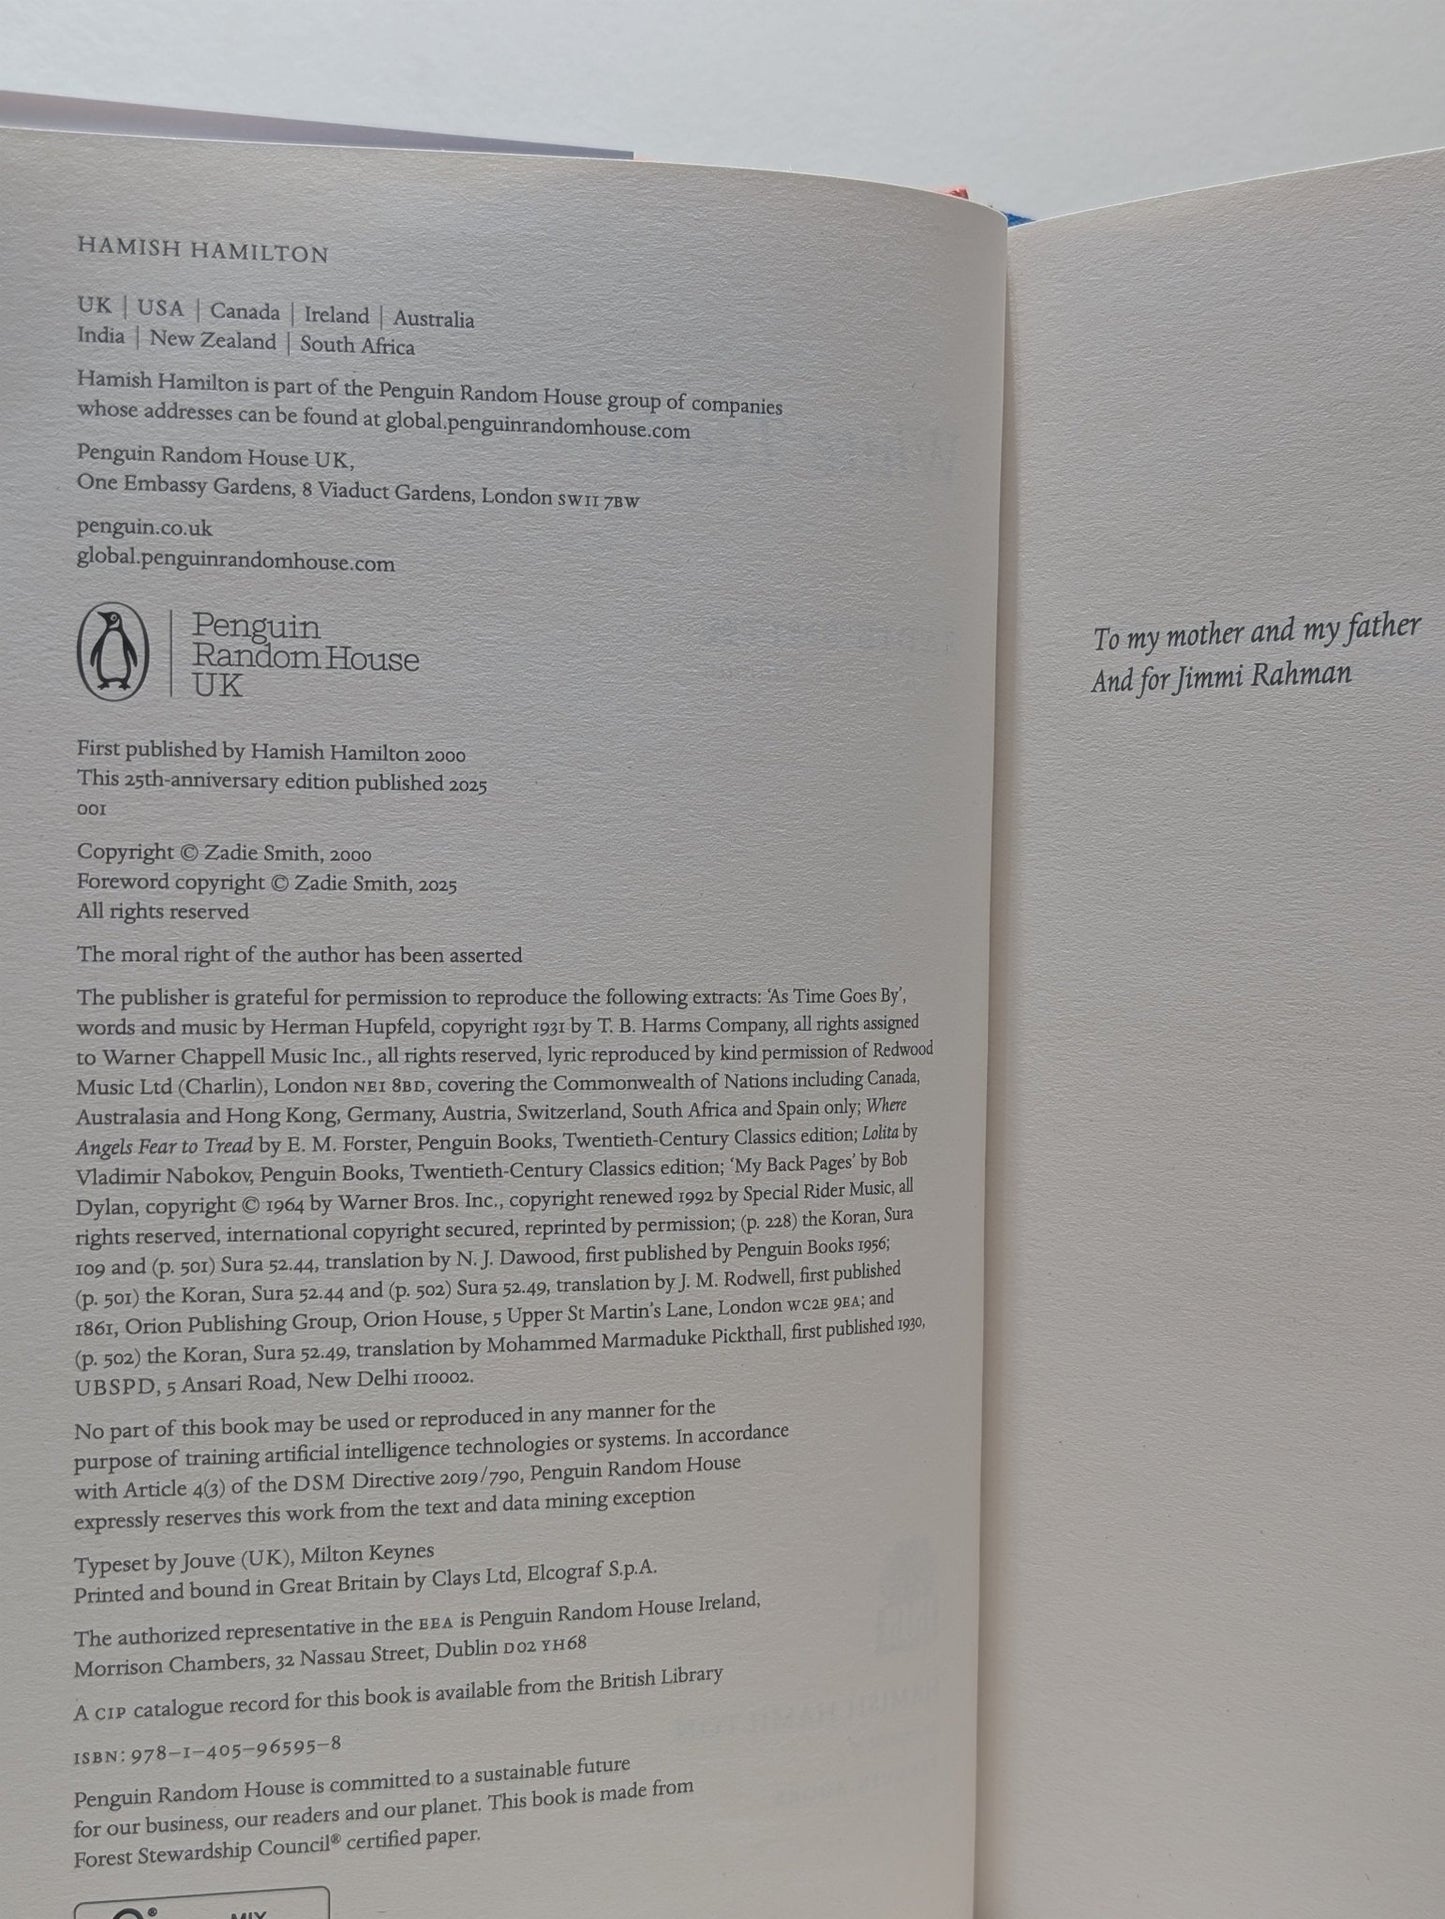 HAMISH HAMILTON
UK | USA | Canada | Ireland | Australia
India | New Zealand | South Africa
Hamish Hamilton is part of the Penguin Random House group of companies
whose addresses can be found at global.penguinrandomhouse.com
Penguin Random House UK,
One Embassy Gardens, 8 Viaduct Gardens, London SW11 7BW
penguin.co.uk
global.penguinrandomhouse.com
Penguin
Random House
UK
First published by Hamish Hamilton 2000
This 25th-anniversary edition published 2025
001
Copyright © Zadie Smith, 2000
Foreword copyright © Zadie Smith, 2025
All rights reserved
The moral right of the author has been asserted
The publisher is grateful for permission to reproduce the following extracts: ‘As Time Goes By’,
words and music by Herman Hupfeld, copyright 1931 by T. B. Harms Company, all rights assigned
to Warner Chappell Music Inc., all rights reserved, lyric reproduced by kind permission of Redwood
Music Ltd (Charlin), London NE1 8BD, covering the Commonwealth of Nations including Canada,
Australasia and Hong Kong, Germany, Austria, Switzerland, South Africa and Spain only; Where
Angels Fear to Tread by E. M. Forster, Penguin Books, Twentieth-Century Classics edition; Lolita by
Vladimir Nabokov, Penguin Books, Twentieth-Century Classics edition; ‘My Back Pages’ by Bob
Dylan, copyright © 1964 by Warner Bros. Inc., copyright renewed 1992 by Special Rider Music, all
rights reserved, international copyright secured, reprinted by permission; (p. 228) the Koran, Sura
109 and (p. 501) Sura 52.44, translation by N. J. Dawood, first published by Penguin Books 1956;
(p. 501) the Koran, Sura 52.44 and (p. 502) Sura 52.49, translation by J. M. Rodwell, first published
1861, Orion Publishing Group, Orion House, 5 Upper St Martin’s Lane, London WC2E 9EA; and
(p. 502) the Koran, Sura 52.49, translation by Mohammed Marmaduke Pickthall, first published 1930,
UBSPD, 5 Ansari Road, New Delhi 110002.
No part of this book may be used or reproduced in any manner for the
purpose of training artificial intelligence technologies or systems. In accordance
with Article 4(3) of the DSM Directive 2019/790, Penguin Random House
expressly reserves this work from the text and data mining exception
Typeset by Jouve (UK), Milton Keynes
Printed and bound in Great Britain by Clays Ltd, Elcograf S.p.A.
The authorized representative in the EEA is Penguin Random House Ireland,
Morrison Chambers, 32 Nassau Street, Dublin D02 YH68
A CIP catalogue record for this book is available from the British Library
ISBN: 978–1–405–96595–8
Penguin Random House is committed to a sustainable future
for our business, our readers and our planet. This book is made from
Forest Stewardship Council® certified paper.
® MIX
To my mother and my father
And for Jimmi Rahman